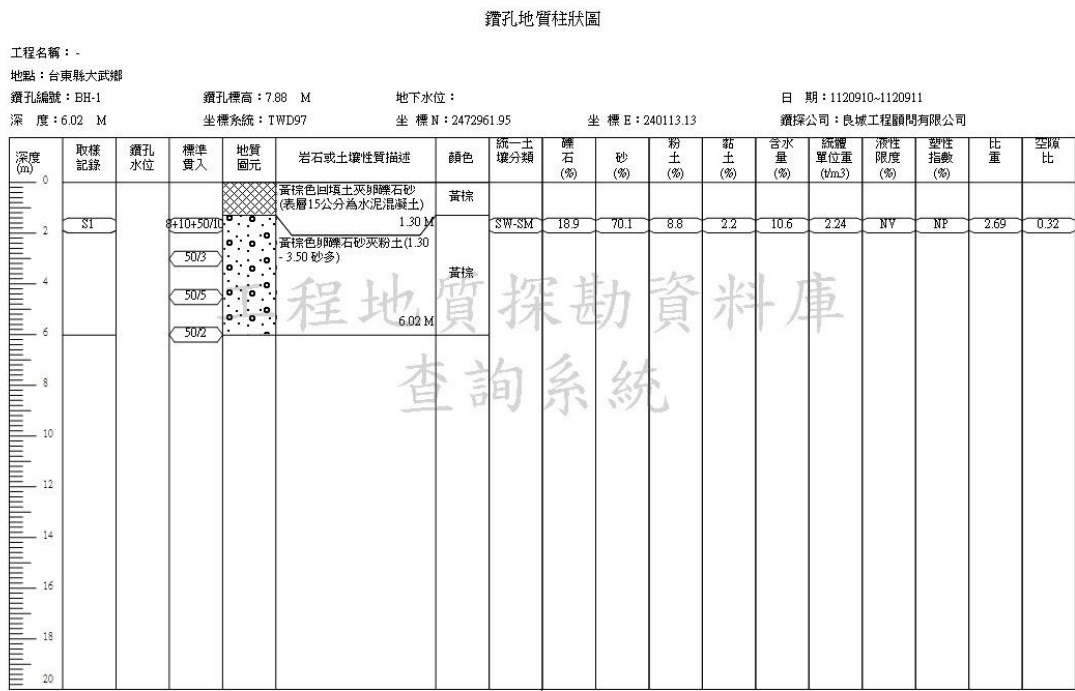 鑽孔地質柱狀圖
工程名稱：-
地點：台東縣大武鄉
鑽孔編號：BH-1 鑽孔標高：7.88 M 地下水位： 日 期：1120910~1120911
深 度：6.02 M 坐標系統：TWD97 坐 標 N：2472961.95 坐 標 E：240113.13 鑽探公司：良城工程顧問有限公司
深度(m) 取樣記錄 鑽孔水位 標準貫入 地質圖元 岩石或土壤性質描述 顏色 統一土壤分類 礫石(%) 砂(%) 粉土(%) 黏土(%) 含水量(%) 統體單位重(t/m3) 液性限度(%) 塑性指數(%) 比重 空隙比
0
黃棕色回填土夾卵礫石砂
(表層15公分為水泥混凝土) 黃棕
1.30 M
S1 8+10+50/10 SW-SM 18.9 70.1 8.8 2.2 10.6 2.24 NV NP 2.69 0.32
2
黃棕色卵礫石砂夾粉土(1.30
- 3.50 砂多)
50/3
黃棕
4
50/5
6.02 M
6
50/2
8
10
12
14
16
18
20
工程地質探勘資料庫
查詢系統